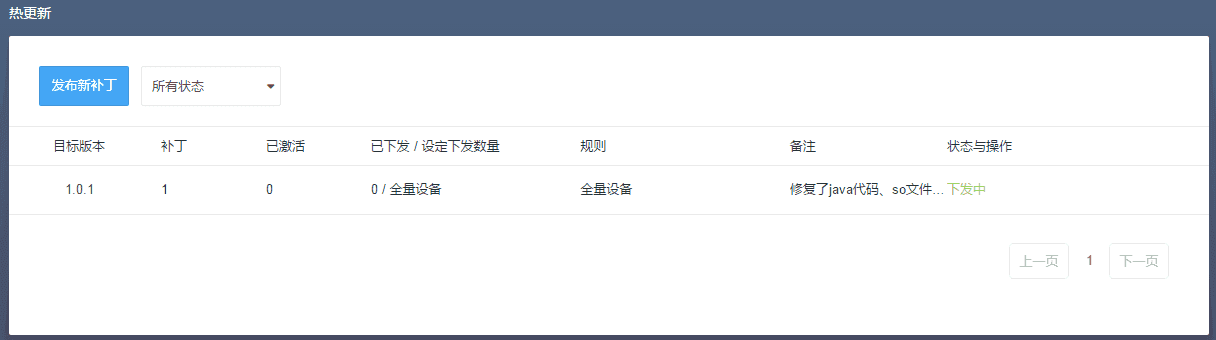 热更新
发布新补丁 所有状态
目标版本 补丁 已激活 已下发 / 设定下发数量 规则 备注 状态与操作
1.0.1 1 0 0 / 全量设备 全量设备 修复了java代码、so文件... 下发中
上一页 1 下一页